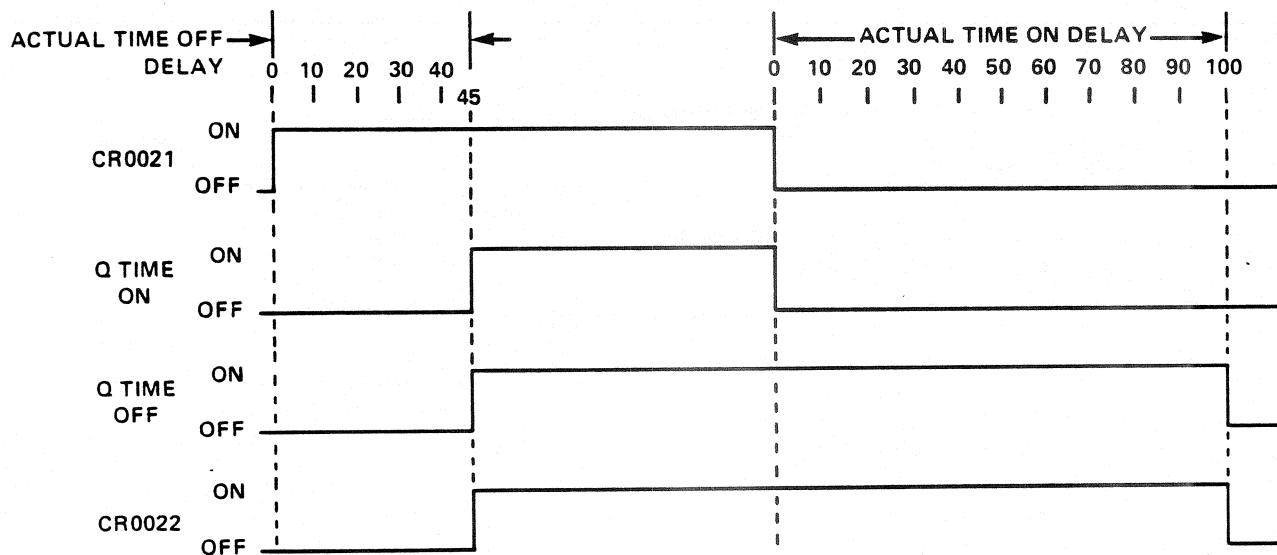 ACTUAL TIME OFF
DELAY
ACTUAL TIME ON DELAY
0 10 20 30 40
45
0 10 20 30 40 50 60 70 80 90 100
ON
CR0021
OFF
ON
Q TIME
ON
OFF
ON
Q TIME
OFF
OFF
ON
CR0022
OFF